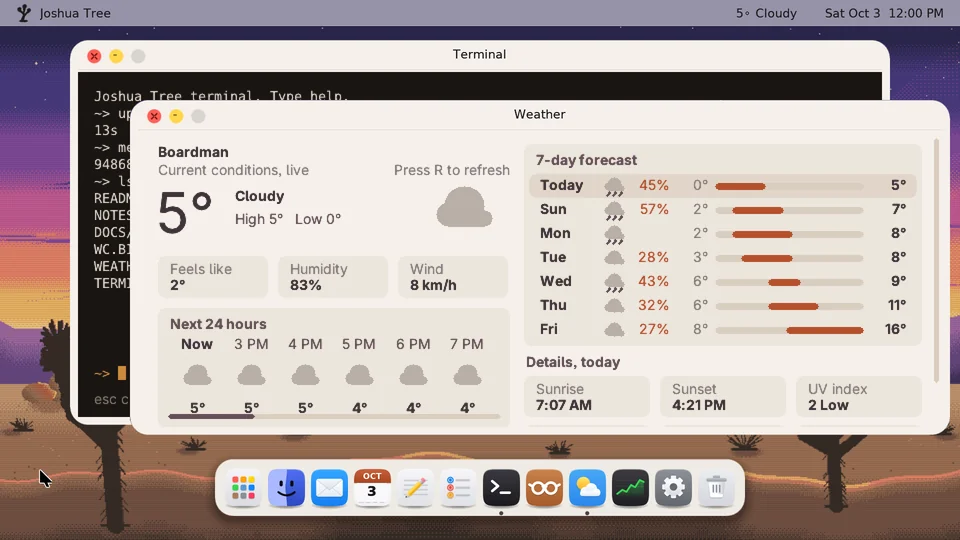 Joshua Tree
5° Cloudy Sat Oct 3 12:00 PM
Terminal
Joshua Tree terminal. Type help.
~> up
13s
~> me
94868
~> ls
READM
NOTES
DOCS/
WC.BI
WEATH
TERMI
~>
esc c
Weather
Boardman
Current conditions, live
Press R to refresh
5°
Cloudy
High 5° Low 0°
Feels like
2°
Humidity
83%
Wind
8 km/h
Next 24 hours
Now 3 PM 4 PM 5 PM 6 PM 7 PM
5° 5° 5° 4° 4° 4°
7-day forecast
Today 45% 0° 5°
Sun 57% 2° 7°
Mon 2° 8°
Tue 28% 3° 8°
Wed 43% 6° 9°
Thu 32% 6° 11°
Fri 27% 8° 16°
Details, today
Sunrise
7:07 AM
Sunset
4:21 PM
UV index
2 Low
OCT
3